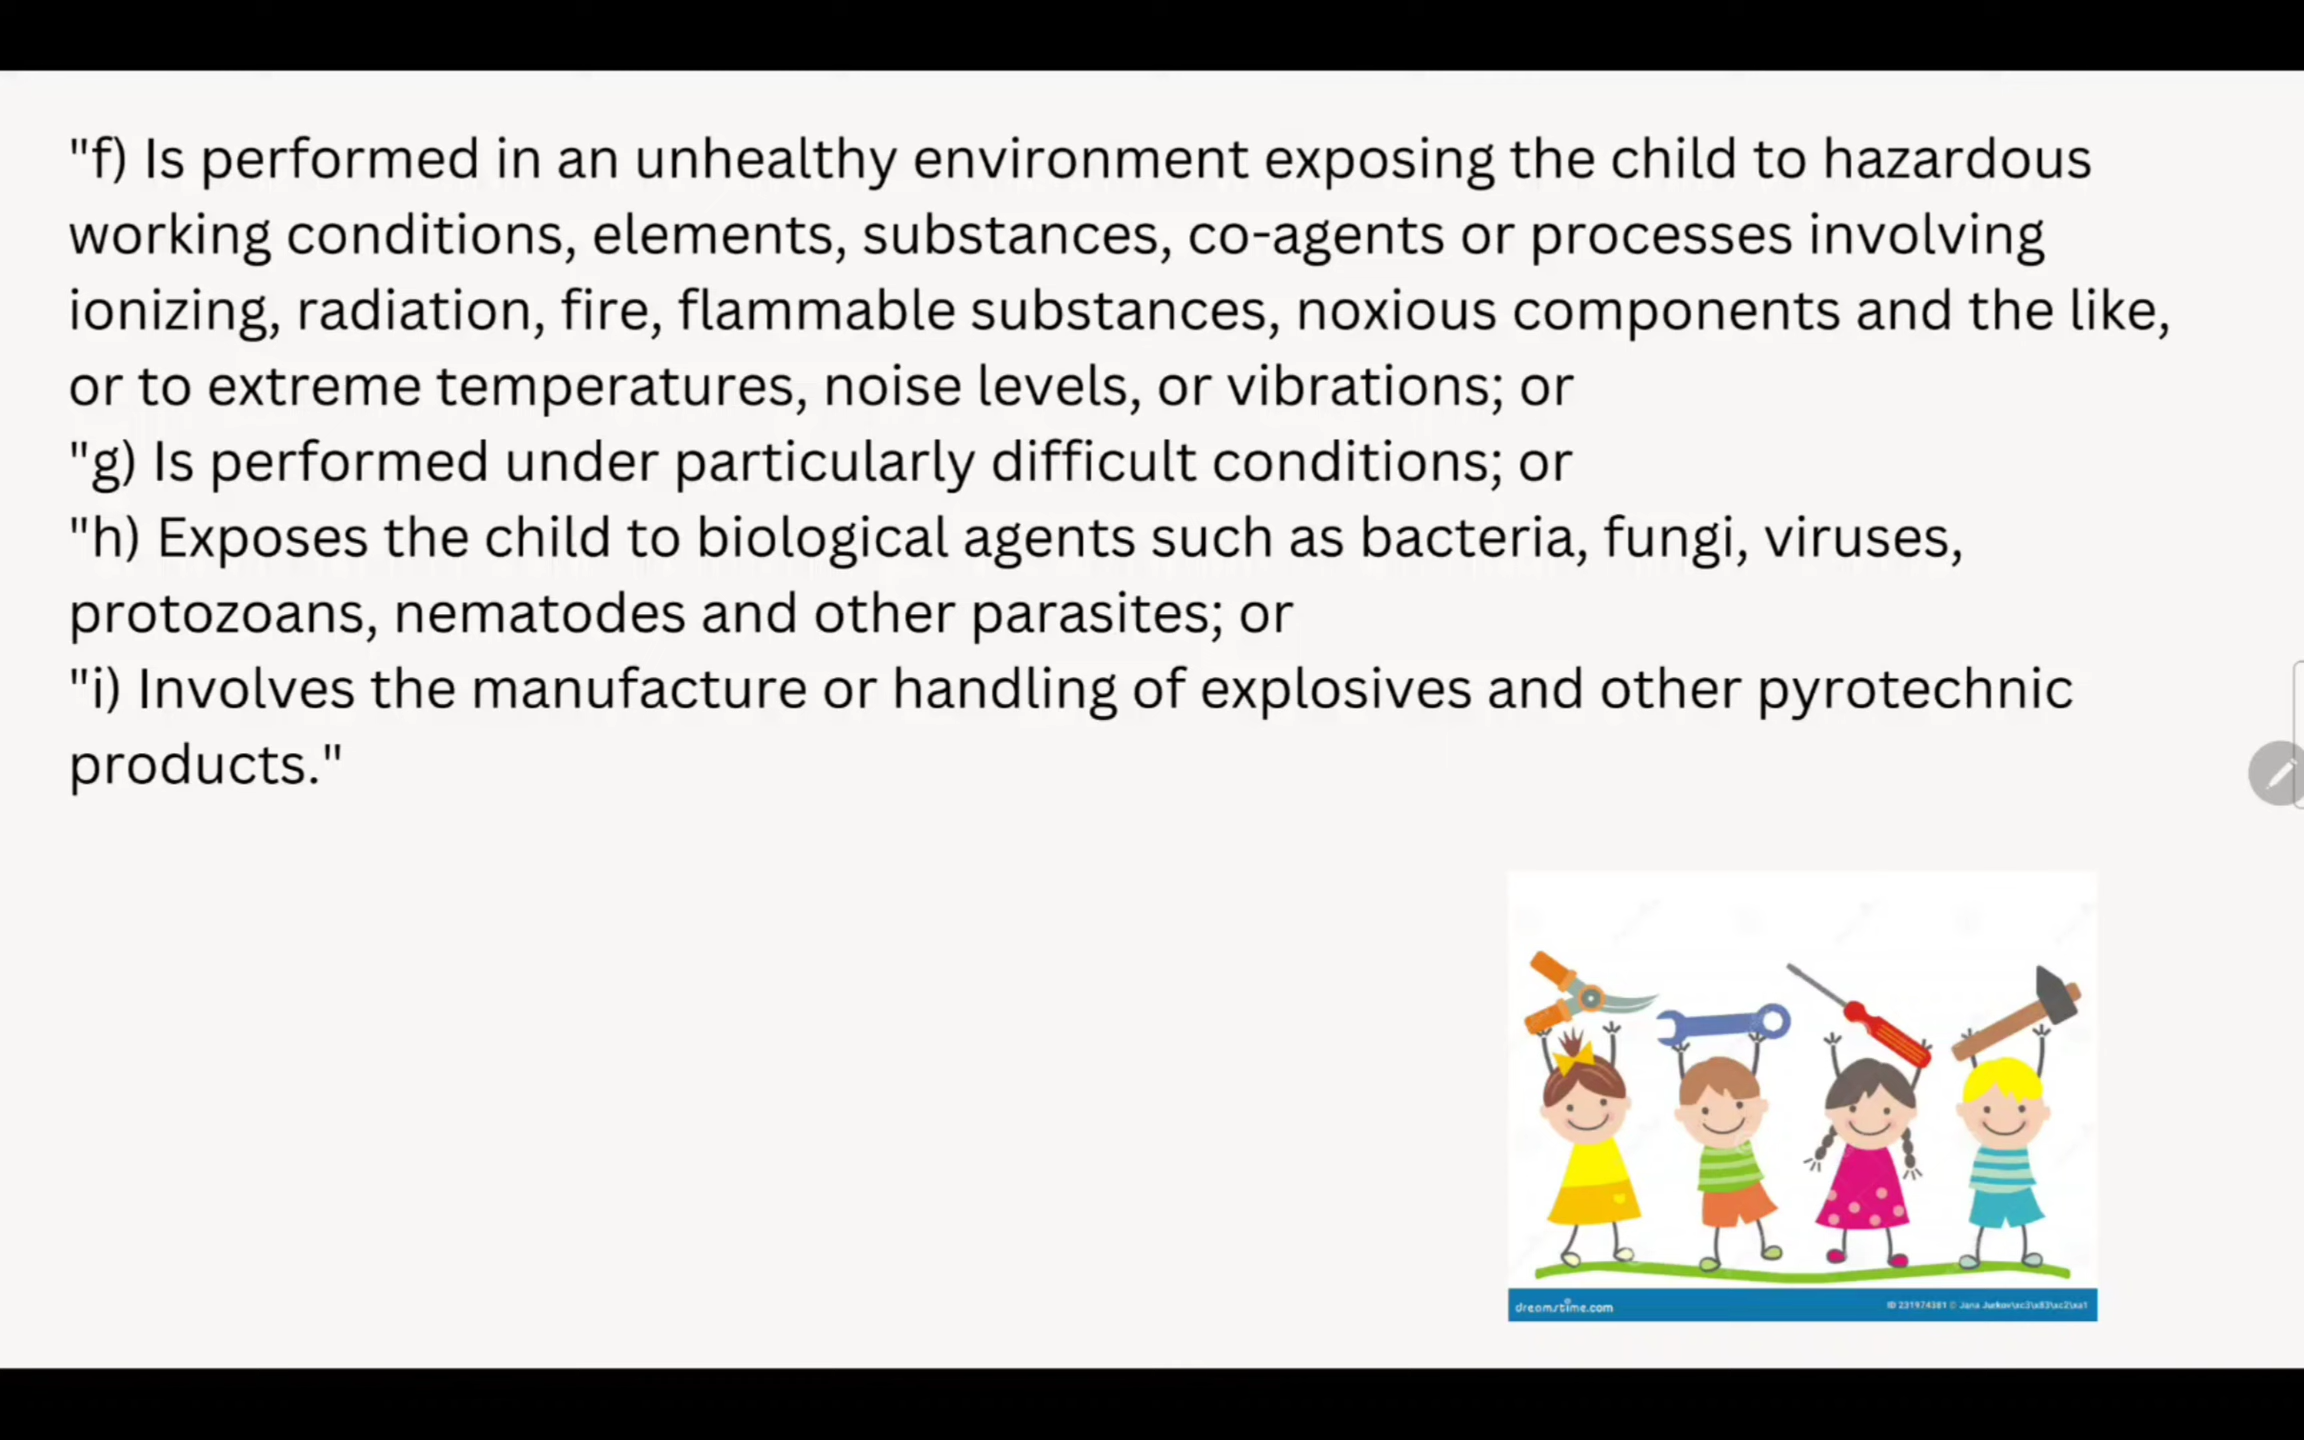 "f) Is performed in an unhealthy environment exposing the child to hazardous
working conditions, elements, substances, co-agents or processes involving
ionizing, radiation, fire, flammable substances, noxious components and the like,
or to extreme temperatures, noise levels, or vibrations; or
"g) Is performed under particularly difficult conditions; or
"h) Exposes the child to biological agents such as bacteria, fungi, viruses,
protozoans, nematodes and other parasites; or
"i) Involves the manufacture or handling of explosives and other pyrotechnic
products."
dreamstime.com
ID 231974381 © Jana